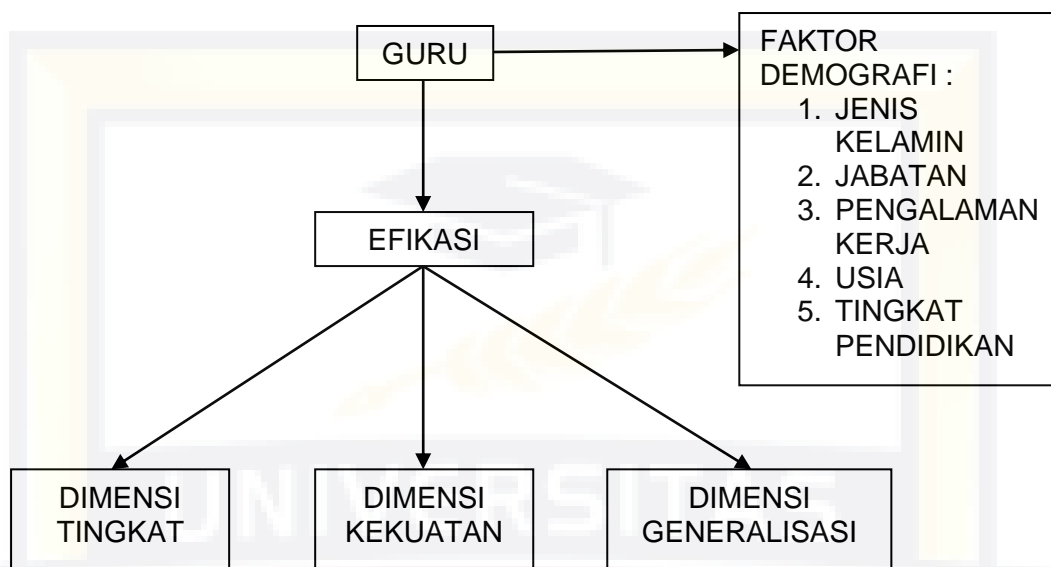 GURU
FAKTOR
DEMOGRAFI :
1. JENIS
KELAMIN
2. JABATAN
3. PENGALAMAN
KERJA
4. USIA
5. TINGKAT
PENDIDIKAN
EFIKASI
DIMENSI
TINGKAT
DIMENSI
KEKUATAN
DIMENSI
GENERALISASI
UNIVERSITAS